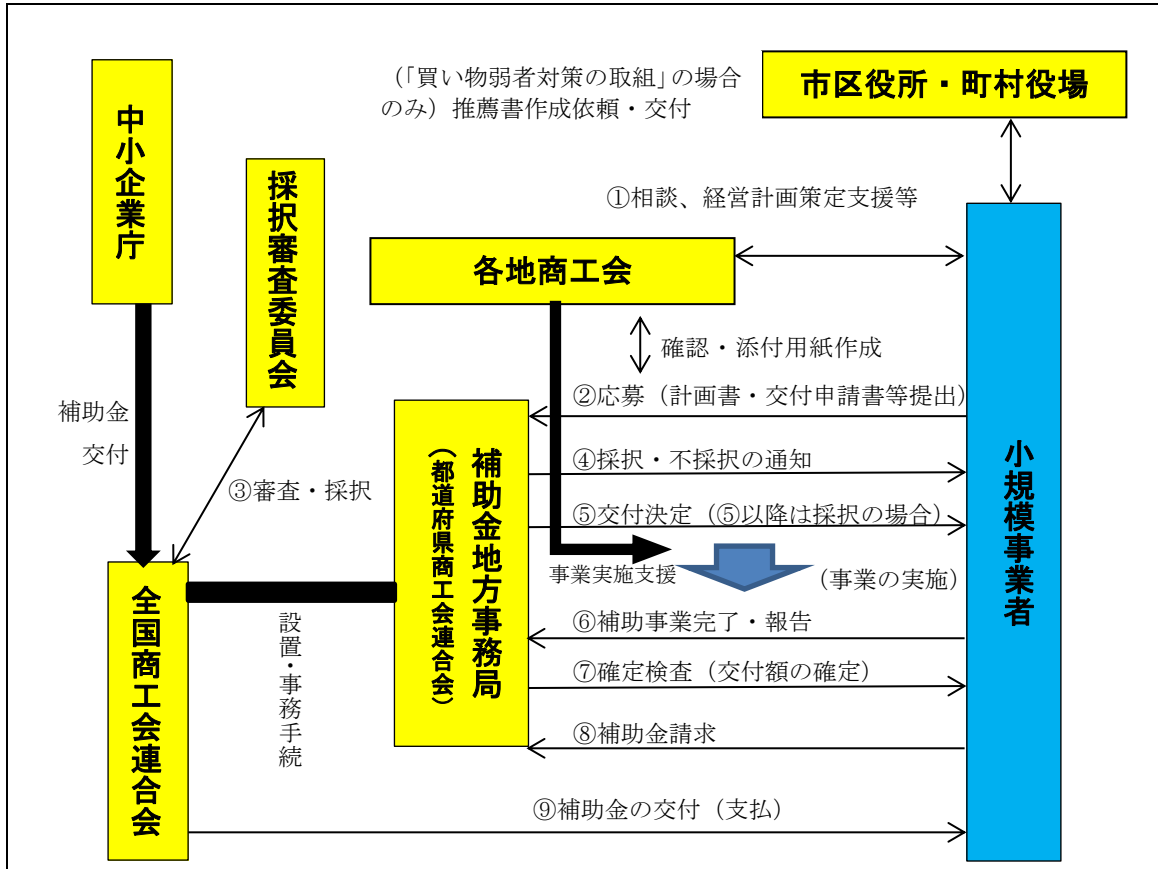 （「買い物弱者対策の取組」の場合
のみ）推薦書作成依頼・交付
市区役所・町村役場
中小企業庁
採択審査委員会
①相談、経営計画策定支援等
各地商工会
確認・添付用紙作成
補助金
交付
②応募（計画書・交付申請書等提出）
③審査・採択
補助金地方事務局
（都道府県商工会連合会）
④採択・不採択の通知
⑤交付決定（⑤以降は採択の場合）
小規模事業者
事業実施支援
（事業の実施）
全国商工会連合会
設置・事務手続
⑥補助事業完了・報告
⑦確定検査（交付額の確定）
⑧補助金請求
⑨補助金の交付（支払）